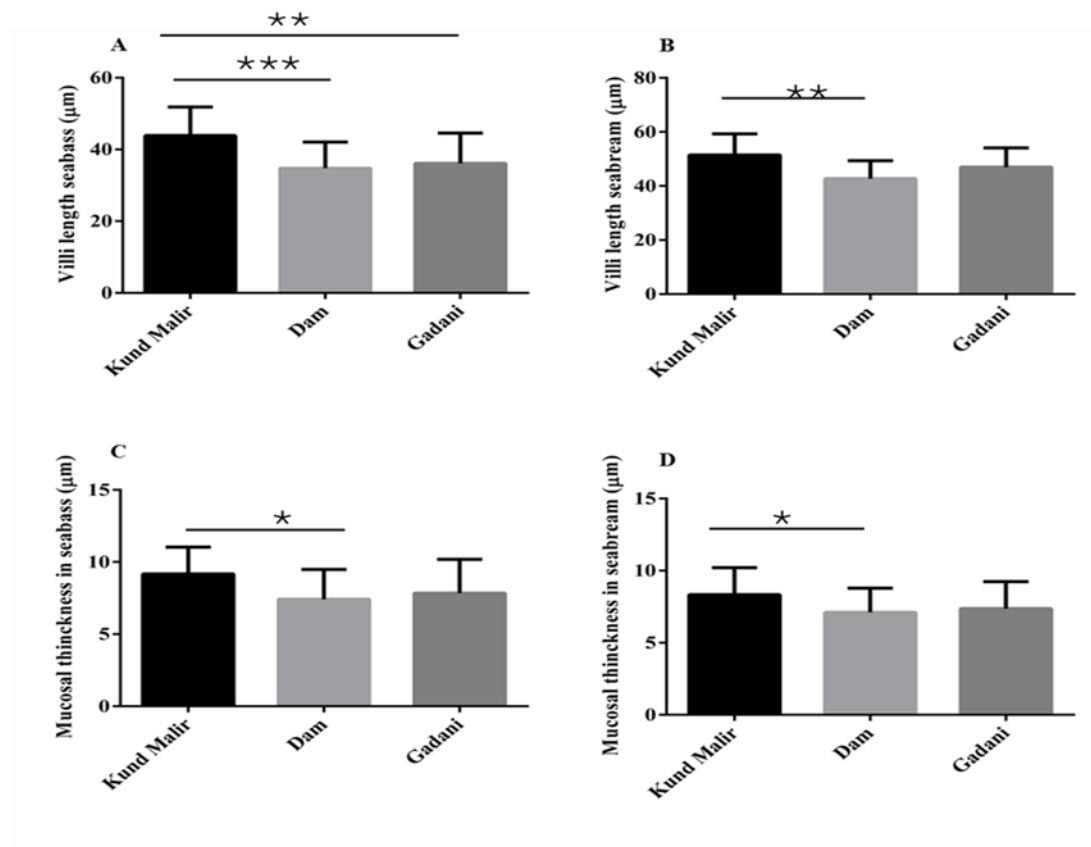 A
**
***
Villi length seabass (μm)
60
40
20
0
Kund Malir
Dam
Gadani
B
**
Villi length seabream (μm)
80
60
40
20
0
Kund Malir
Dam
Gadani
C
*
Mucosal thinckness in seabass (μm)
15
10
5
0
Kund Malir
Dam
Gadani
D
*
Mucosal thinckness in seabream (μm)
15
10
5
0
Kund Malir
Dam
Gadani